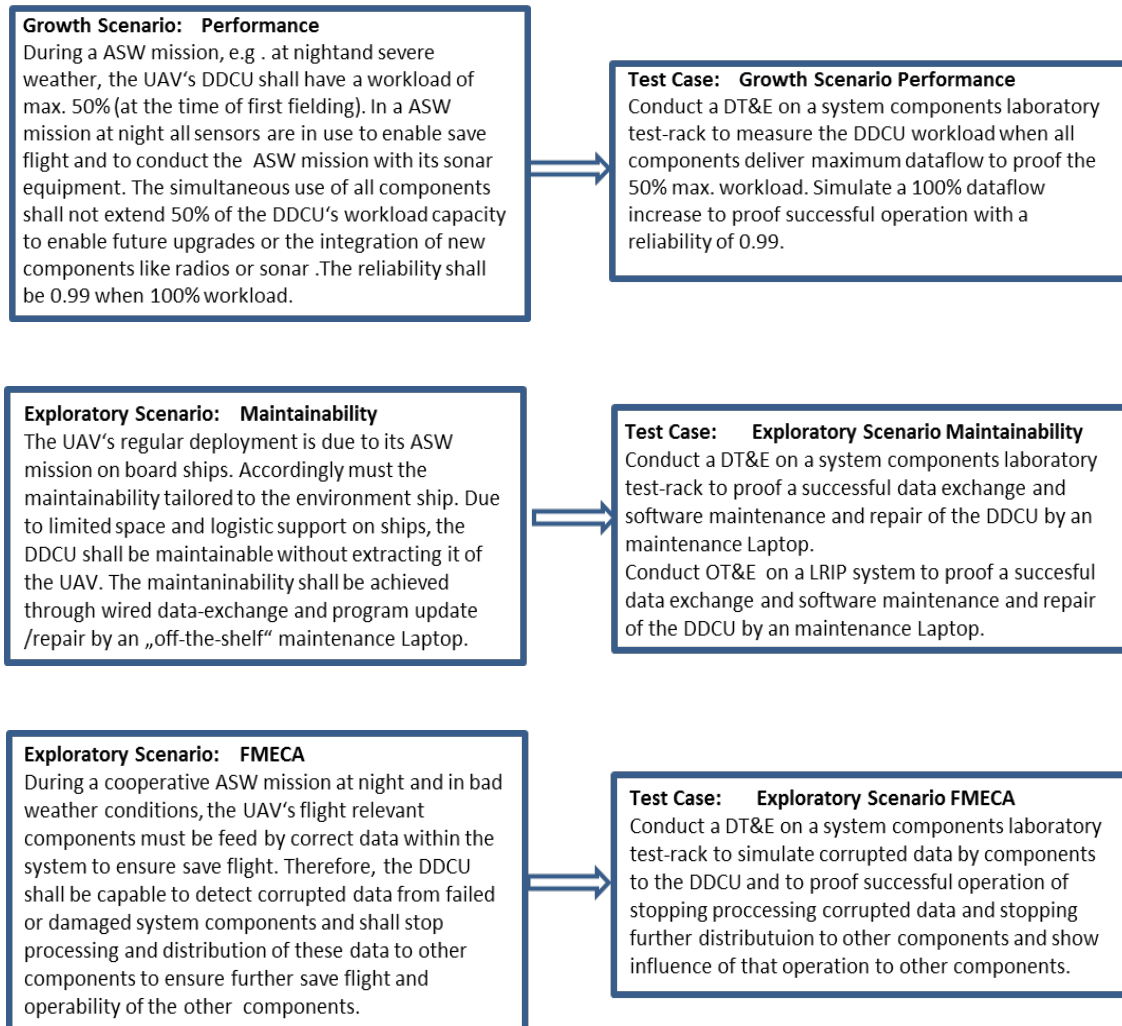 Growth Scenario: Performance
During a ASW mission, e.g . at nightand severe
weather, the UAV‘s DDCU shall have a workload of
max. 50% (at the time of first fielding). In a ASW
mission at night all sensors are in use to enable save
flight and to conduct the ASW mission with its sonar
equipment. The simultaneous use of all components
shall not extend 50% of the DDCU‘s workload capacity
to enable future upgrades or the integration of new
components like radios or sonar .The reliability shall
be 0.99 when 100% workload.
Test Case: Growth Scenario Performance
Conduct a DT&E on a system components laboratory
test-rack to measure the DDCU workload when all
components deliver maximum dataflow to proof the
50% max. workload. Simulate a 100% dataflow
increase to proof successful operation with a
reliability of 0.99.
Exploratory Scenario: Maintainability
The UAV‘s regular deployment is due to its ASW
mission on board ships. Accordingly must the
maintainability tailored to the environment ship. Due
to limited space and logistic support on ships, the
DDCU shall be maintainable without extracting it of
the UAV. The maintaninability shall be achieved
through wired data-exchange and program update
/repair by an „off-the-shelf“ maintenance Laptop.
Test Case: Exploratory Scenario Maintainability
Conduct a DT&E on a system components laboratory
test-rack to proof a successful data exchange and
software maintenance and repair of the DDCU by an
maintenance Laptop.
Conduct OT&E on a LRIP system to proof a succesful
data exchange and software maintenance and repair
of the DDCU by an maintenance Laptop.
Exploratory Scenario: FMECA
During a cooperative ASW mission at night and in bad
weather conditions, the UAV‘s flight relevant
components must be feed by correct data within the
system to ensure save flight. Therefore, the DDCU
shall be capable to detect corrupted data from failed
or damaged system components and shall stop
processing and distribution of these data to other
components to ensure further save flight and
operability of the other components.
Test Case: Exploratory Scenario FMECA
Conduct a DT&E on a system components laboratory
test-rack to simulate corrupted data by components
to the DDCU and to proof successful operation of
stopping proccessing corrupted data and stopping
further distributuion to other components and show
influence of that operation to other components.